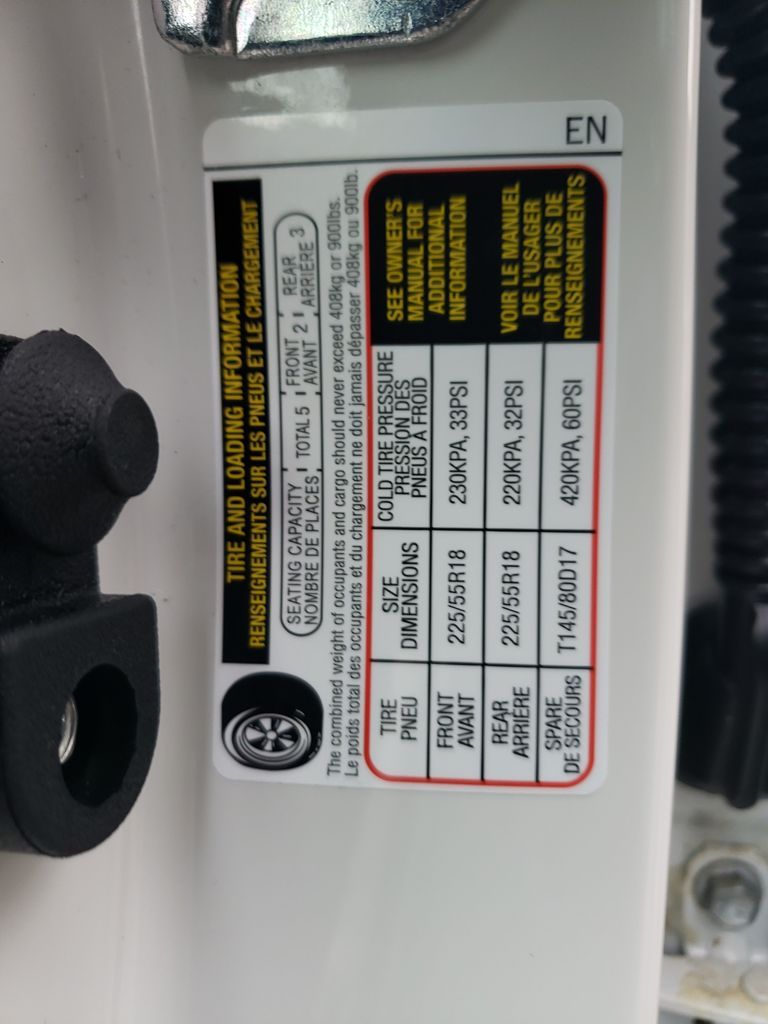 EN
TIRE AND LOADING INFORMATION
RENSEIGNEMENTS SUR LES PNEUS ET LE CHARGEMENT
SEATING CAPACITY
NOMBRE DE PLACES
TOTAL 5
FRONT
AVANT 2
REAR
ARRIÈRE 3
The combined weight of occupants and cargo should never exceed 408kg or 900lbs.
Le poids total des occupants et du chargement ne doit jamais dépasser 408kg ou 900lb.
TIRE
PNEU
SIZE
DIMENSIONS
COLD TIRE PRESSURE
PRESSION DES
PNEUS À FROID
FRONT
AVANT
225/55R18
230KPA, 33PSI
REAR
ARRIÈRE
225/55R18
220KPA, 32PSI
SPARE
DE SECOURS
T145/80D17
420KPA, 60PSI
SEE OWNER'S
MANUAL FOR
ADDITIONAL
INFORMATION
VOIR LE MANUEL
DE L'USAGER
POUR PLUS DE
RENSEIGNEMENTS